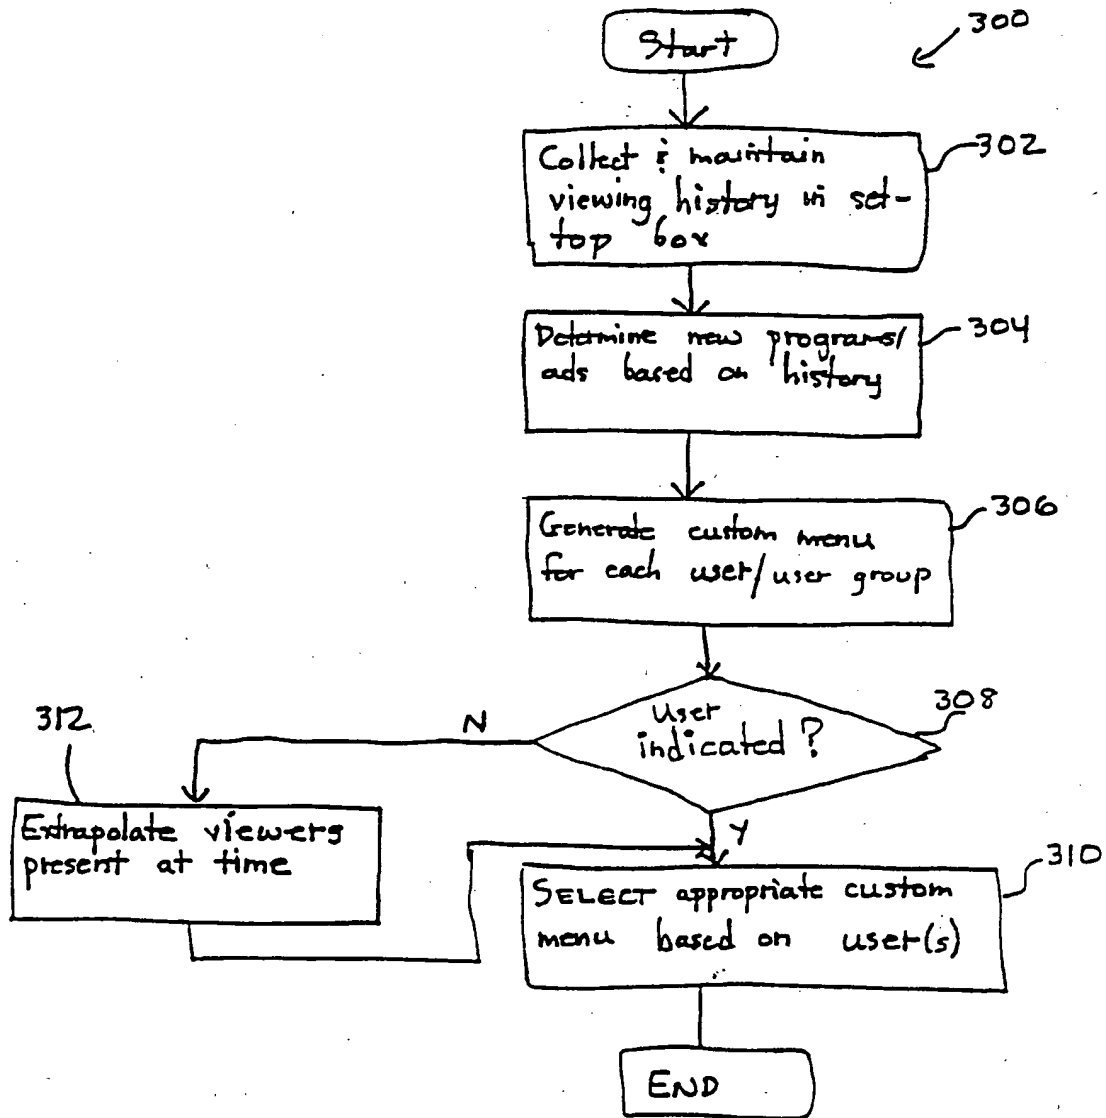 Start
300
Collect & maintain
viewing history in set-
top box
302
Determine new programs/
ads based on history
304
Generate custom menu
for each user/user group
306
User
indicated?
308
N
Y
312
Extrapolate viewers
present at time
SELECT appropriate custom
menu based on user(s)
310
END